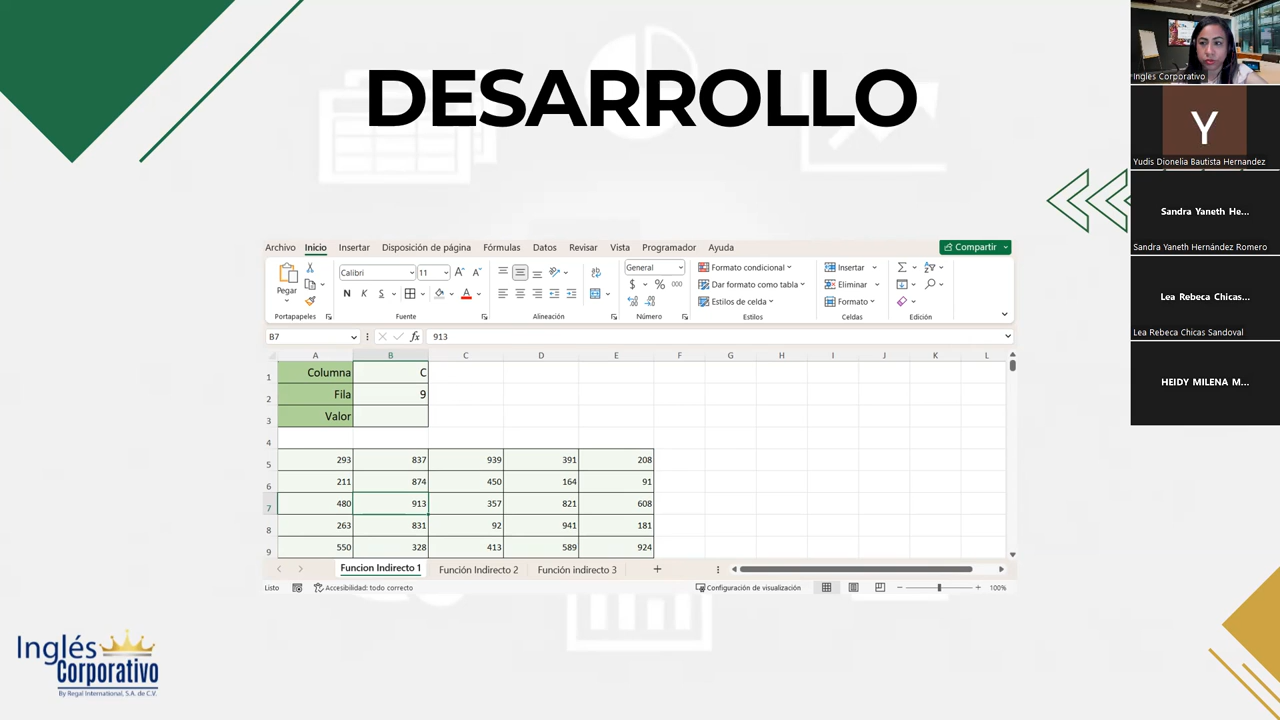 DESARROLLO
Archivo Inicio Insertar Disposición de página Fórmulas Datos Revisar Vista Programador Ayuda Compartir
Pegar
Calibri 11
N K S
General
$ % 000
Formato condicional
Dar formato como tabla
Estilos de celda
Insertar
Eliminar
Formato
Portapapeles Fuente Alineación Número Estilos Celdas Edición
B7 fx 913
A B C D E F G H I J K L
1 Columna C
2 Fila 9
3 Valor
4
5 293 837 939 391 208
6 211 874 450 164 91
7 480 913 357 821 608
8 263 831 92 941 181
9 550 328 413 589 924
Funcion Indirecto 1 Función Indirecto 2 Función indirecto 3
Listo Accesibilidad: todo correcto Configuración de visualización 100%
Inglés
Corporativo
By Regal International, S.A. de C.V.
Ingles Corporativo
Y
Yudis Dionelia Bautista Hernandez
Sandra Yaneth He...
Sandra Yaneth Hernández Romero
Lea Rebeca Chicas...
Lea Rebeca Chicas Sandoval
HEIDY MILENA M...